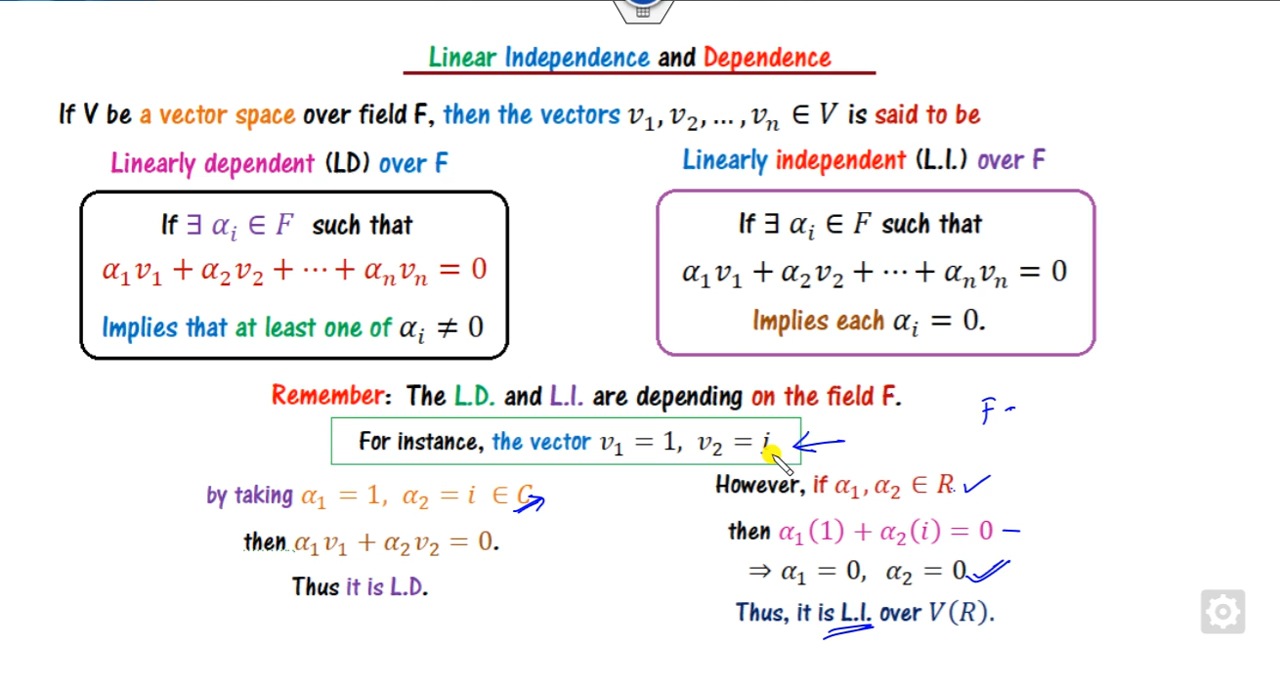 Linear Independence and Dependence
If V be a vector space over field F, then the vectors v₁, v₂, … , vₙ ∈ V is said to be
Linearly dependent (LD) over F
If ∃ αᵢ ∈ F such that
α₁v₁ + α₂v₂ + ⋯ + αₙvₙ = 0
Implies that at least one of αᵢ ≠ 0
Linearly independent (L.I.) over F
If ∃ αᵢ ∈ F such that
α₁v₁ + α₂v₂ + ⋯ + αₙvₙ = 0
Implies each αᵢ = 0.
Remember: The L.D. and L.I. are depending on the field F.
F -
For instance, the vector v₁ = 1, v₂ = i
by taking α₁ = 1, α₂ = i ∈ C
then α₁v₁ + α₂v₂ = 0.
Thus it is L.D.
However, if α₁, α₂ ∈ R.
then α₁(1) + α₂(i) = 0
⇒ α₁ = 0, α₂ = 0
Thus, it is L.I. over V(R).